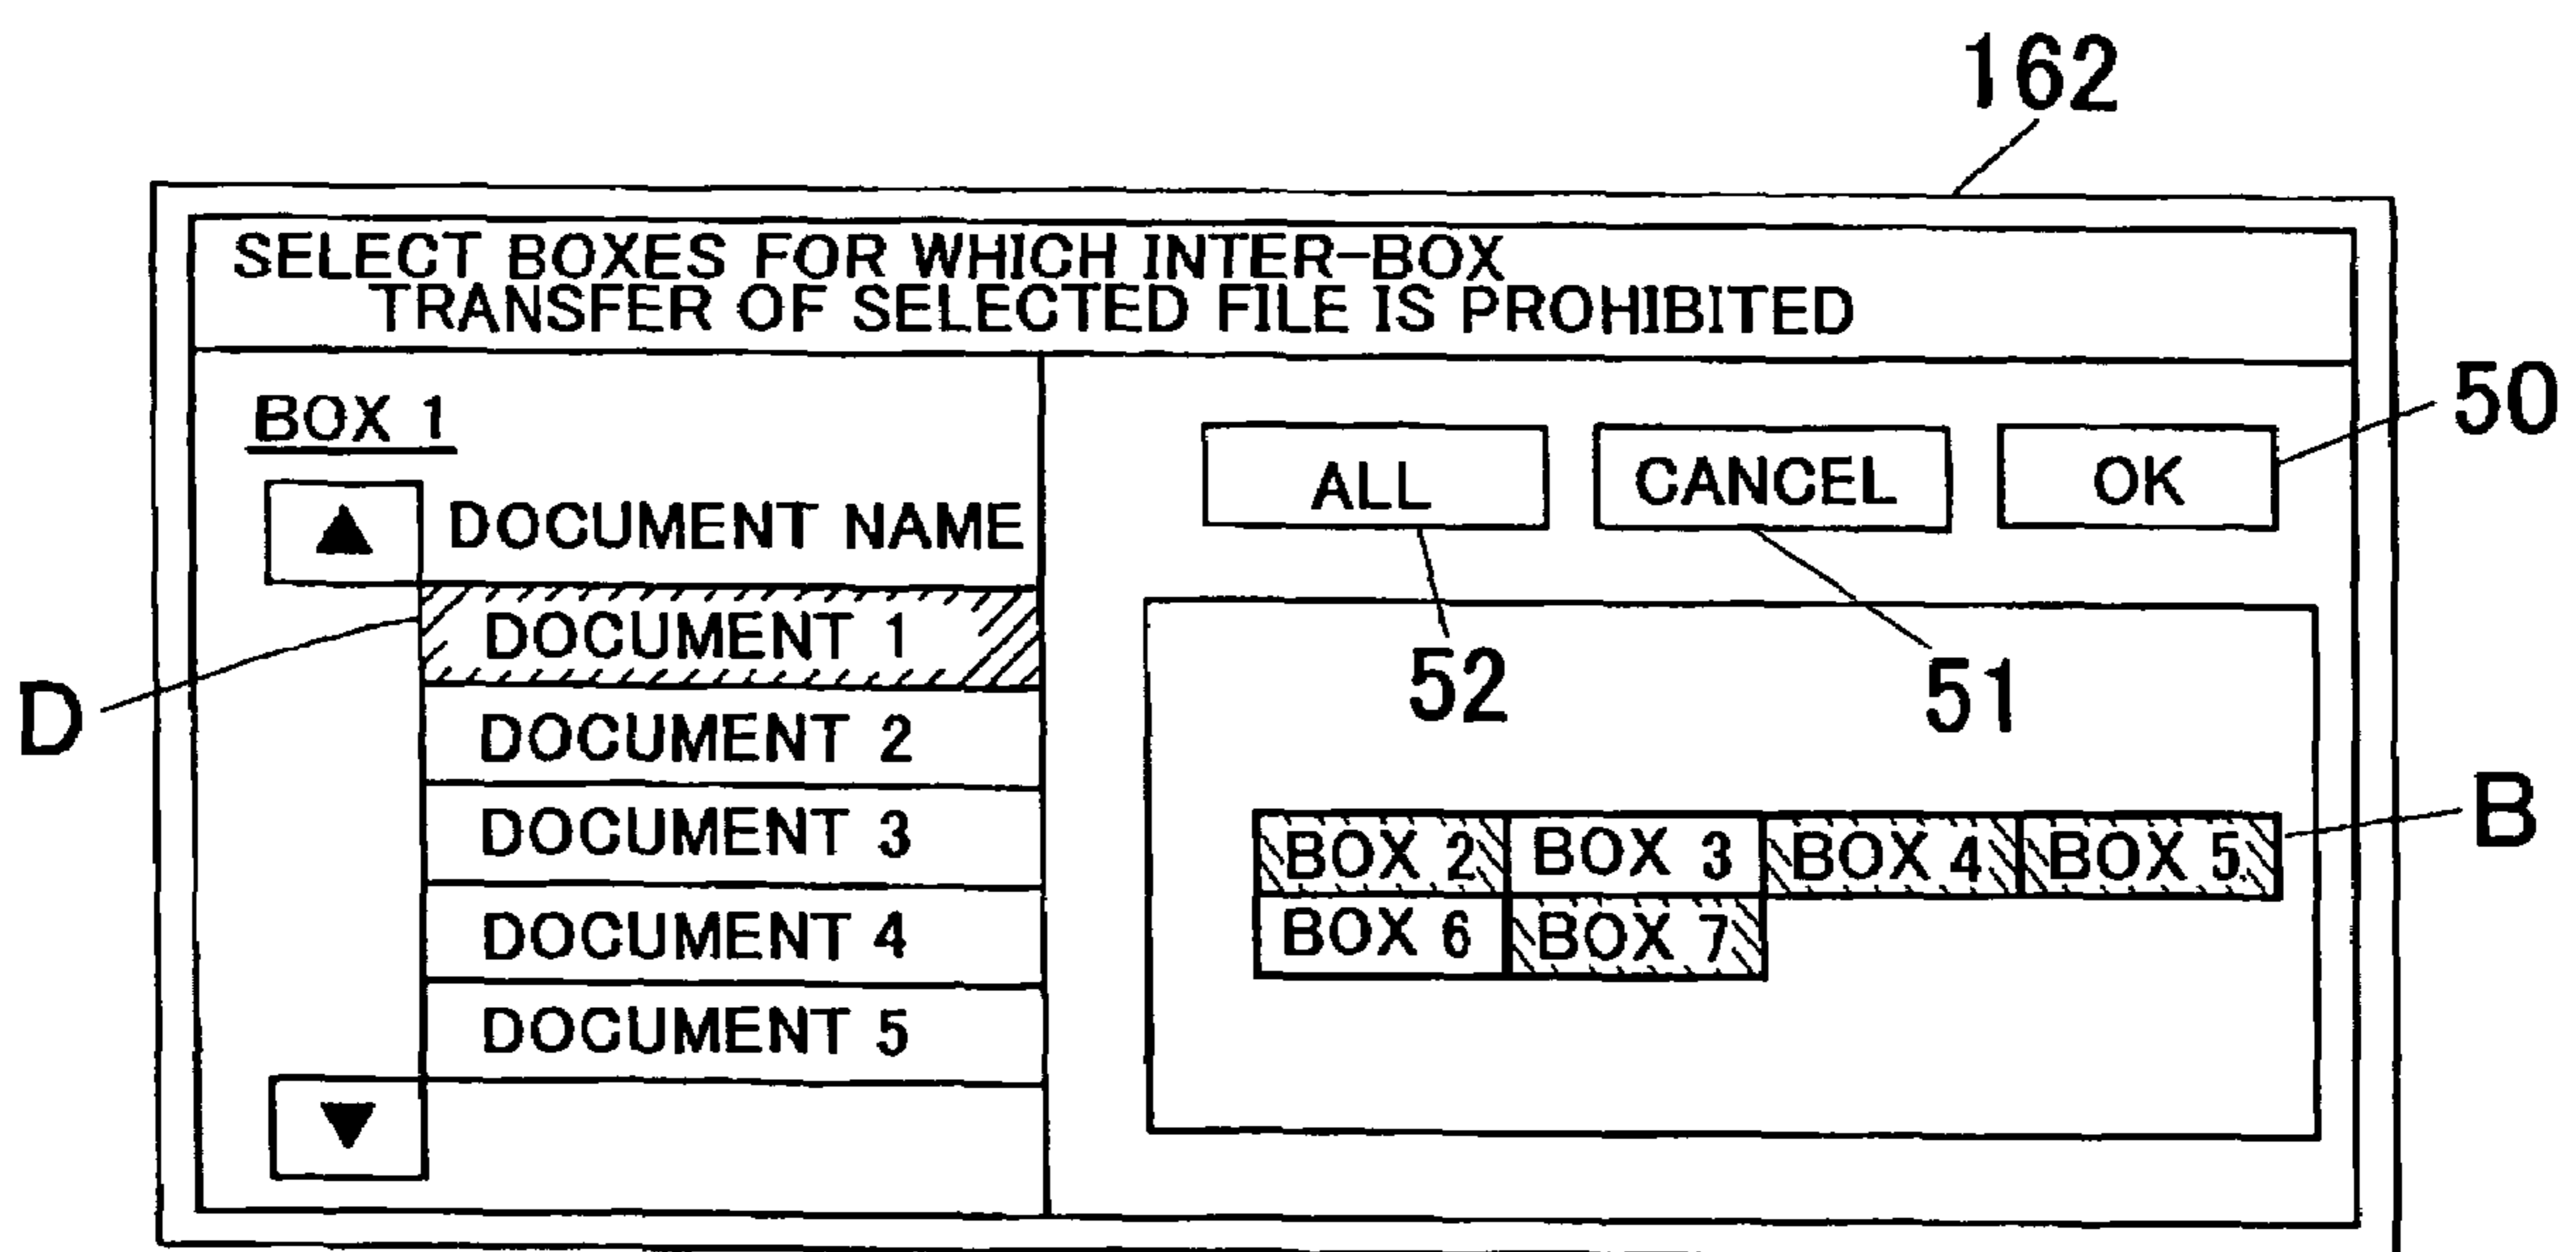 162
SELECT BOXES FOR WHICH INTER-BOX
TRANSFER OF SELECTED FILE IS PROHIBITED
BOX 1
▲
DOCUMENT NAME
DOCUMENT 1
DOCUMENT 2
DOCUMENT 3
DOCUMENT 4
DOCUMENT 5
▼
D
ALL CANCEL OK
50
52 51
BOX 2 BOX 3 BOX 4 BOX 5
BOX 6 BOX 7
B